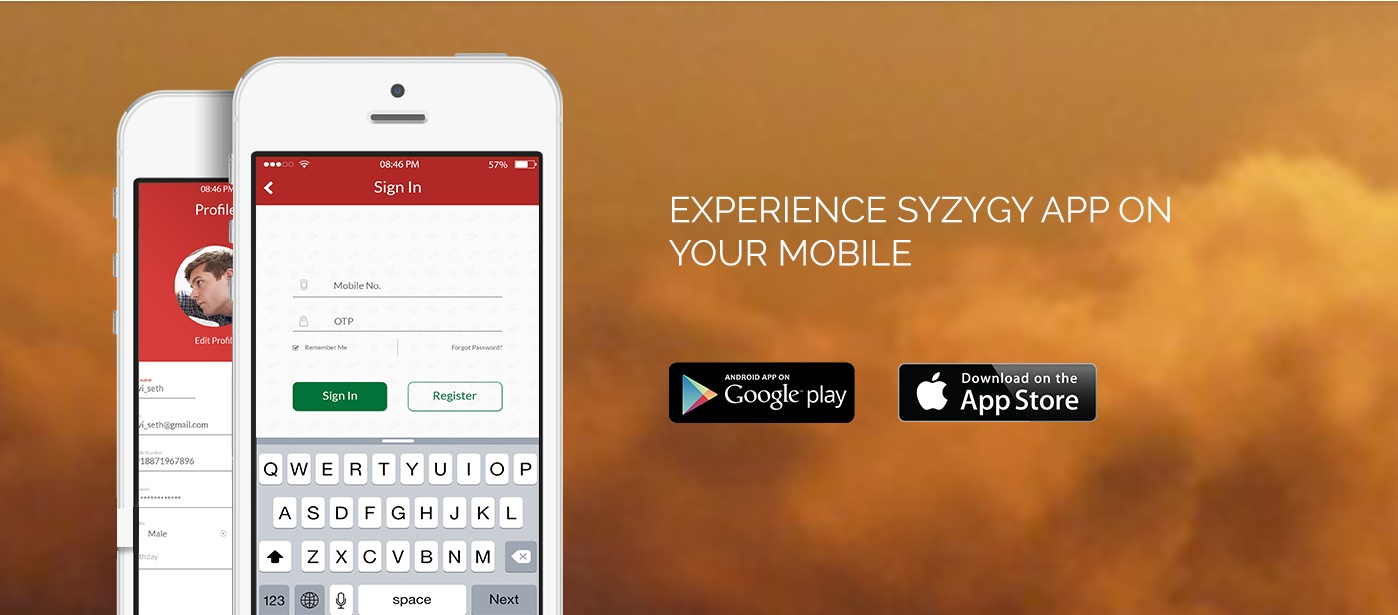 08:46 PM
Profile
Edit Profil
vi_seth
vi_seth@gmail.com
18871967896
Male
thday
08:46 PM
57%
Sign In
Mobile No.
OTP
Remember Me
Forgot Password?
Sign In
Register
Q W E R T Y U I O P
A S D F G H J K L
Z X C V B N M
123
space
Next
EXPERIENCE SYZYGY APP ON
YOUR MOBILE
ANDROID APP ON
Google play
Download on the
App Store